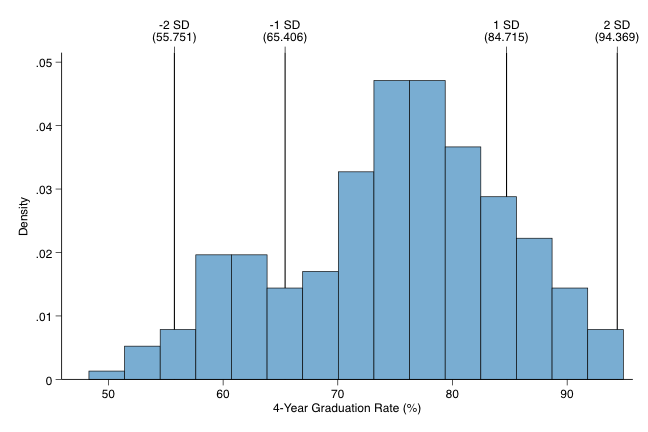 -2 SD
(55.751)
-1 SD
(65.406)
1 SD
(84.715)
2 SD
(94.369)
.05
.04
.03
.02
.01
0
Density
50 60 70 80 90
4-Year Graduation Rate (%)